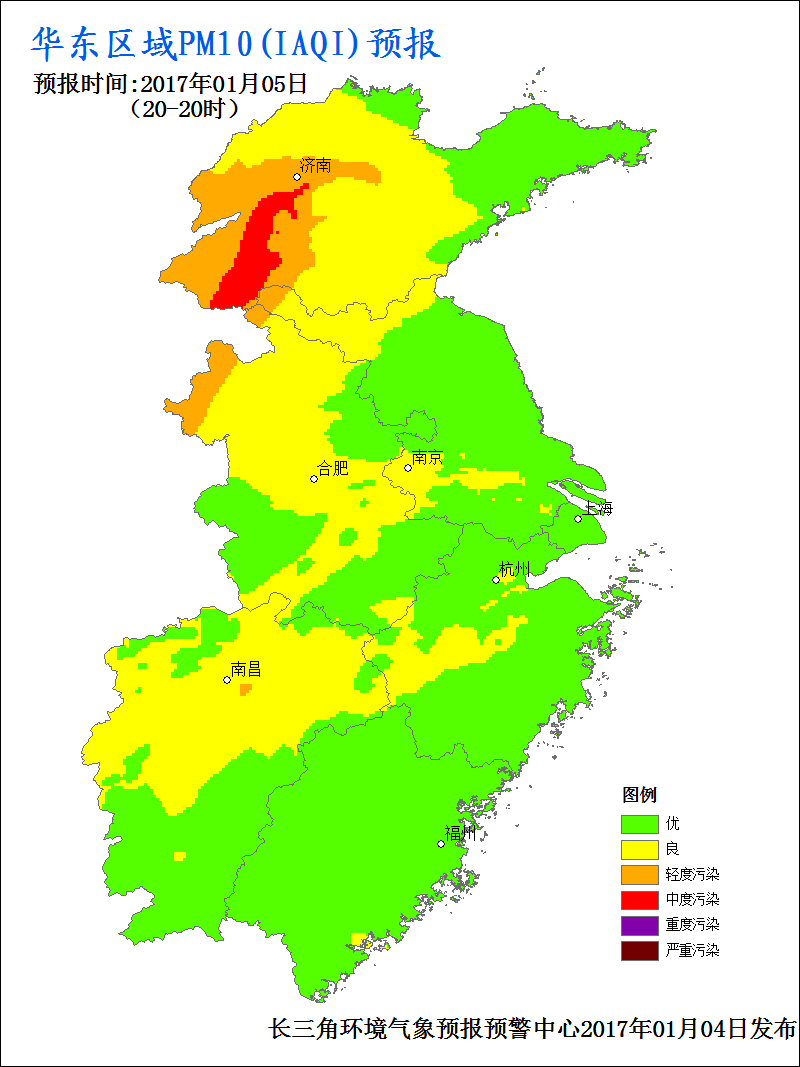 华东区域PM10(IAQI)预报
预报时间:2017年01月05日
（20-20时）
济南
合肥
南京
上海
杭州
南昌
福州
图例
优
良
轻度污染
中度污染
重度污染
严重污染
长三角环境气象预报预警中心2017年01月04日发布